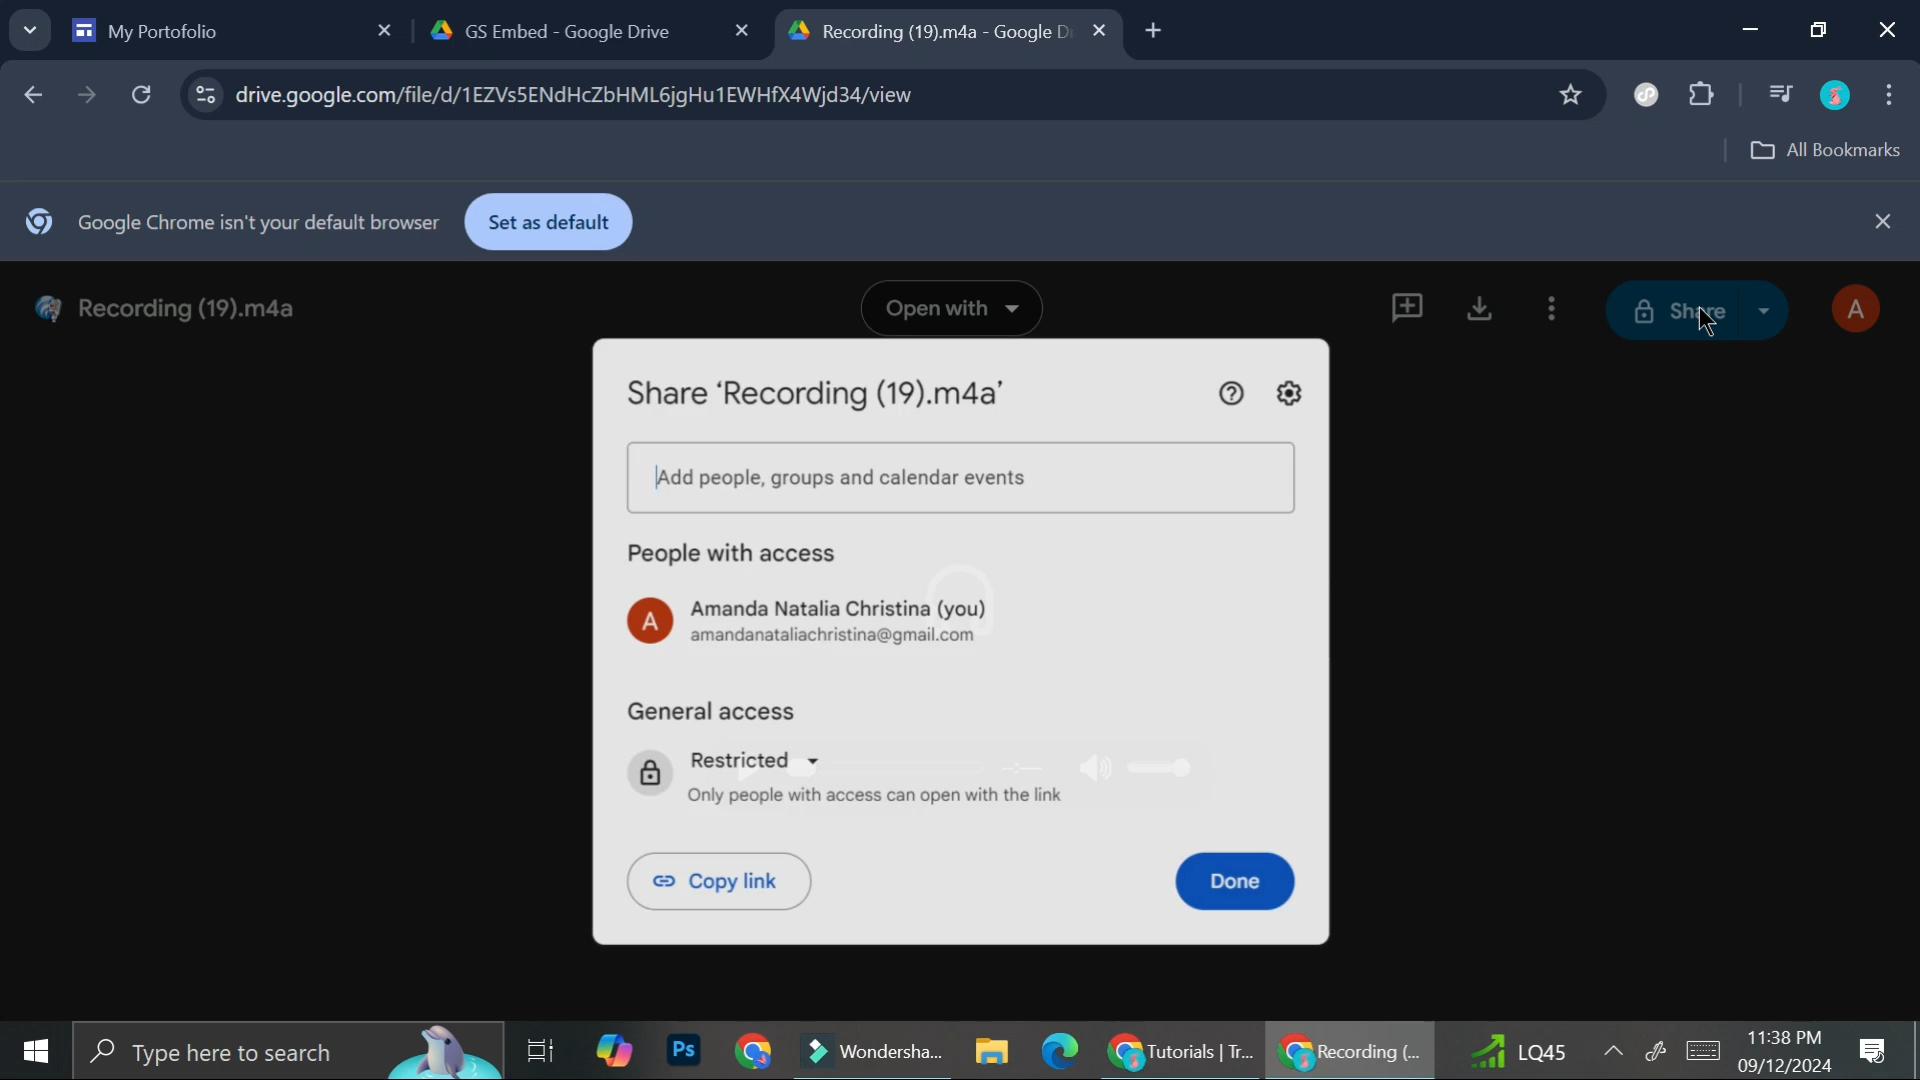 My Portofolio
GS Embed - Google Drive
Recording (19).m4a - Google D
drive.google.com/file/d/1EZVs5ENdHcZbHML6jgHu1EWHfX4Wjd34/view
All Bookmarks
Google Chrome isn't your default browser
Set as default
Recording (19).m4a
Open with
Share
A
Share ‘Recording (19).m4a’
Add people, groups and calendar events
People with access
A
Amanda Natalia Christina (you)
amandanataliachristina@gmail.com
General access
Restricted
Only people with access can open with the link
Copy link
Done
Type here to search
Ps
Wondersha...
Tutorials | Tr...
Recording (...
LQ45
11:38 PM
09/12/2024